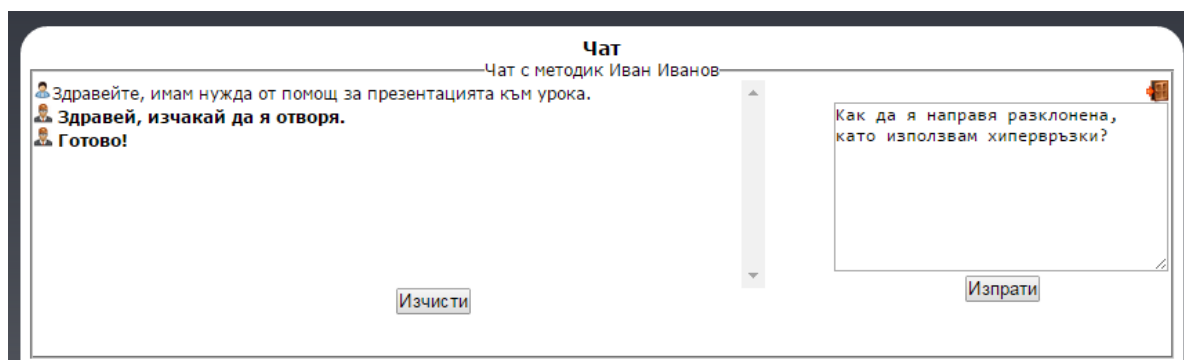 Чат
Чат с методик Иван Иванов
Здравейте, имам нужда от помощ за презентацията към урока.
Здравей, изчакай да я отворя.
Готово!
Как да я направя разклонена,
като използвам хипервръзки?
Изчисти
Изпрати